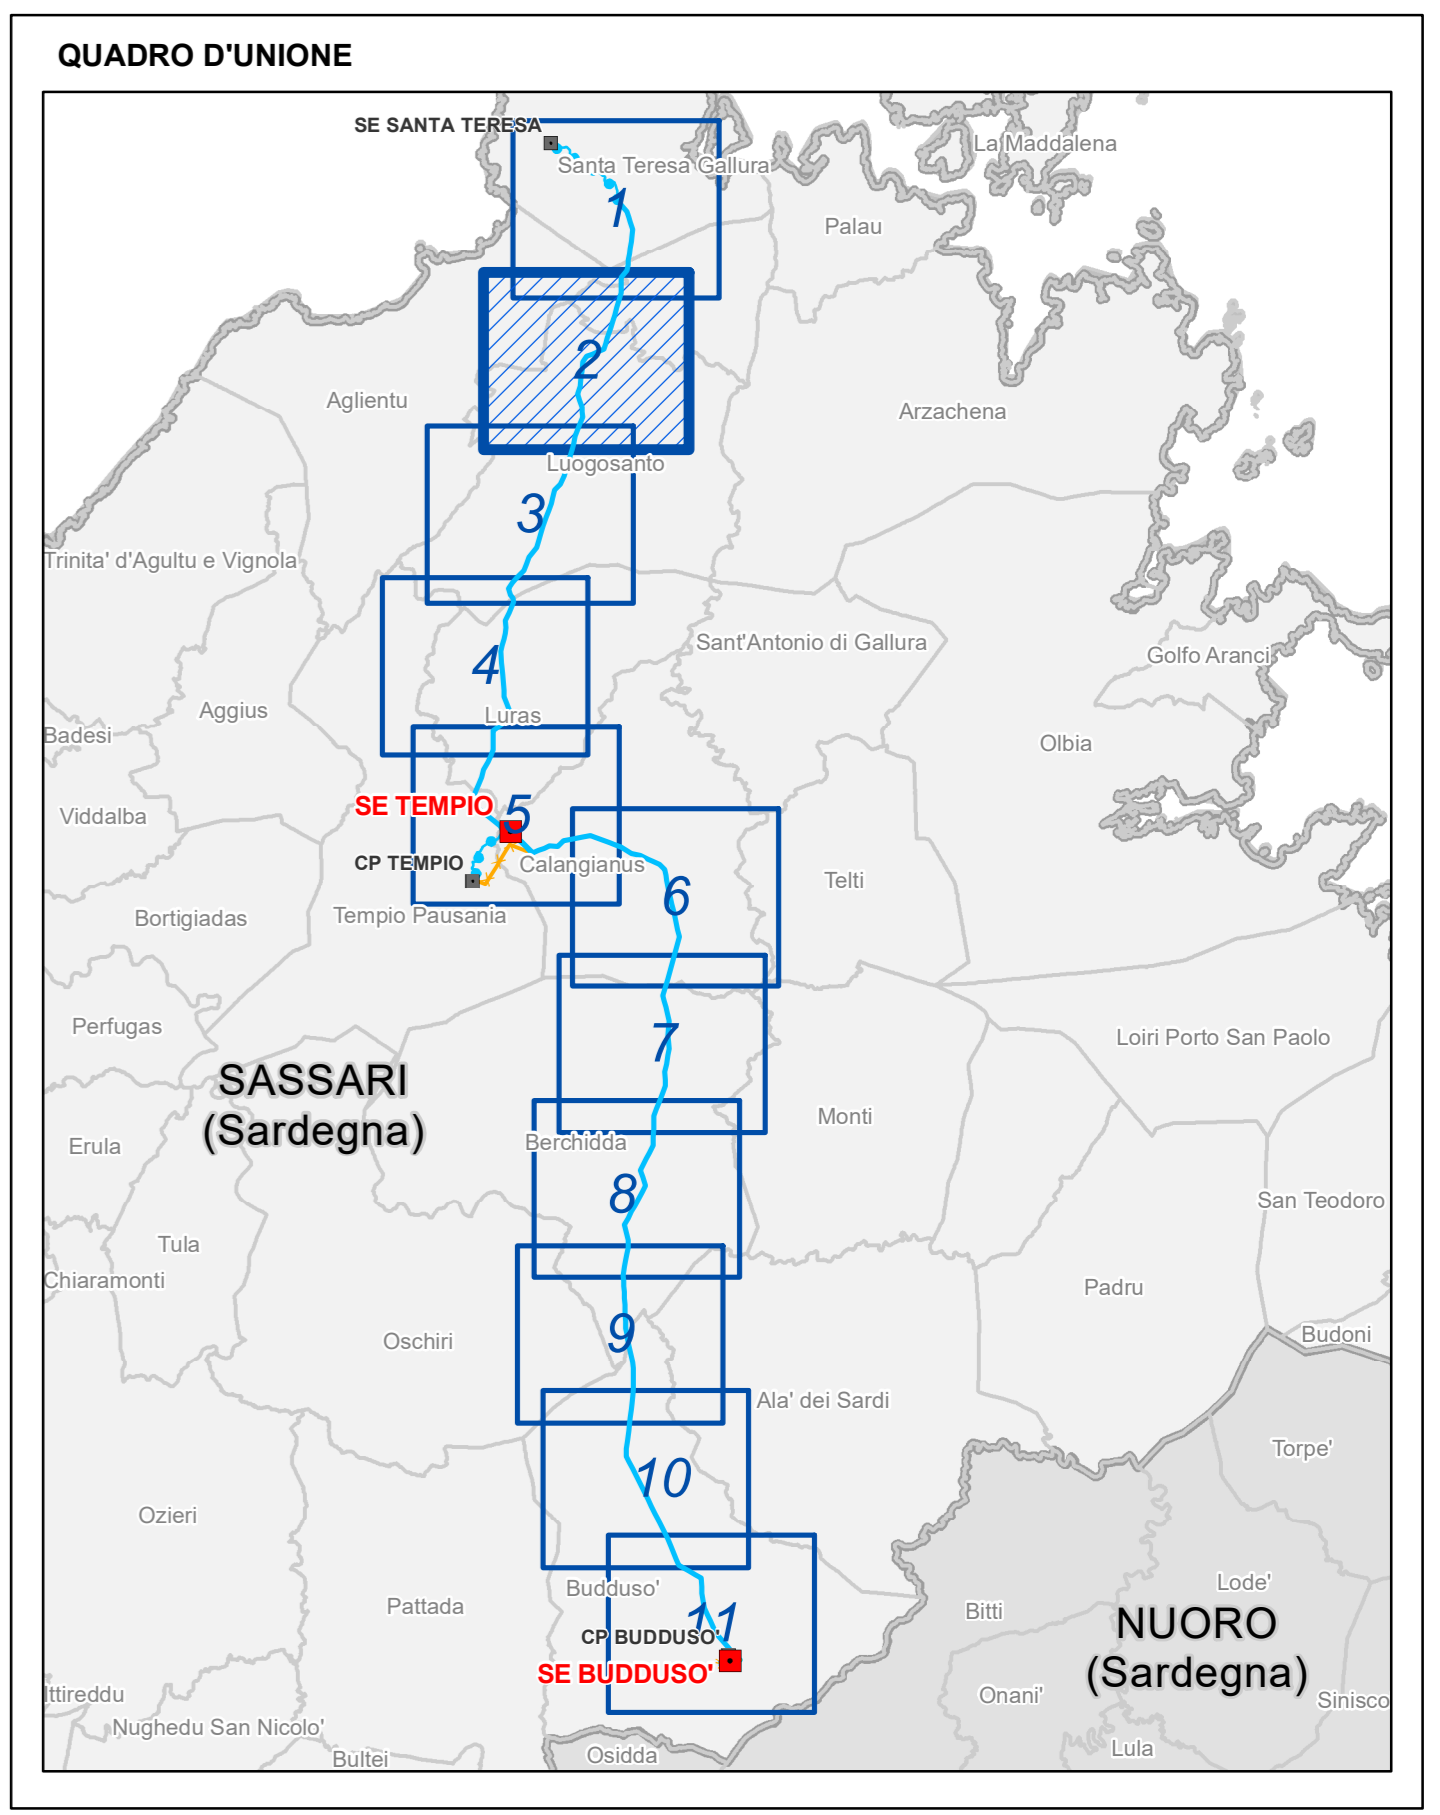 QUADRO D'UNIONE
SE SANTA TERESA
La Maddalena
Santa Teresa Gallura
1
Palau
2
Aglientu
Arzachena
Luogosanto
3
Trinita' d'Agultu e Vignola
Sant'Antonio di Gallura
Golfo Aranci
4
Aggius
Luras
Badesi
Olbia
SE TEMPIO
5
Viddalba
CP TEMPIO
Calangianus
Telti
6
Tempio Pausania
Bortigiadas
Perfugas
Loiri Porto San Paolo
7
SASSARI
(Sardegna)
Monti
Berchidda
Erula
8
San Teodoro
Tula
Chiaramonti
Padru
9
Budoni
Oschiri
Ala' dei Sardi
Torpe'
10
Ozieri
Lode'
Budduso'
Pattada
Bitti
11
NUORO
(Sardegna)
CP BUDDUSO'
SE BUDDUSO'
Ittireddu
Onani'
Sinisco
Nughedu San Nicolo'
Lula
Osidda
Bultei